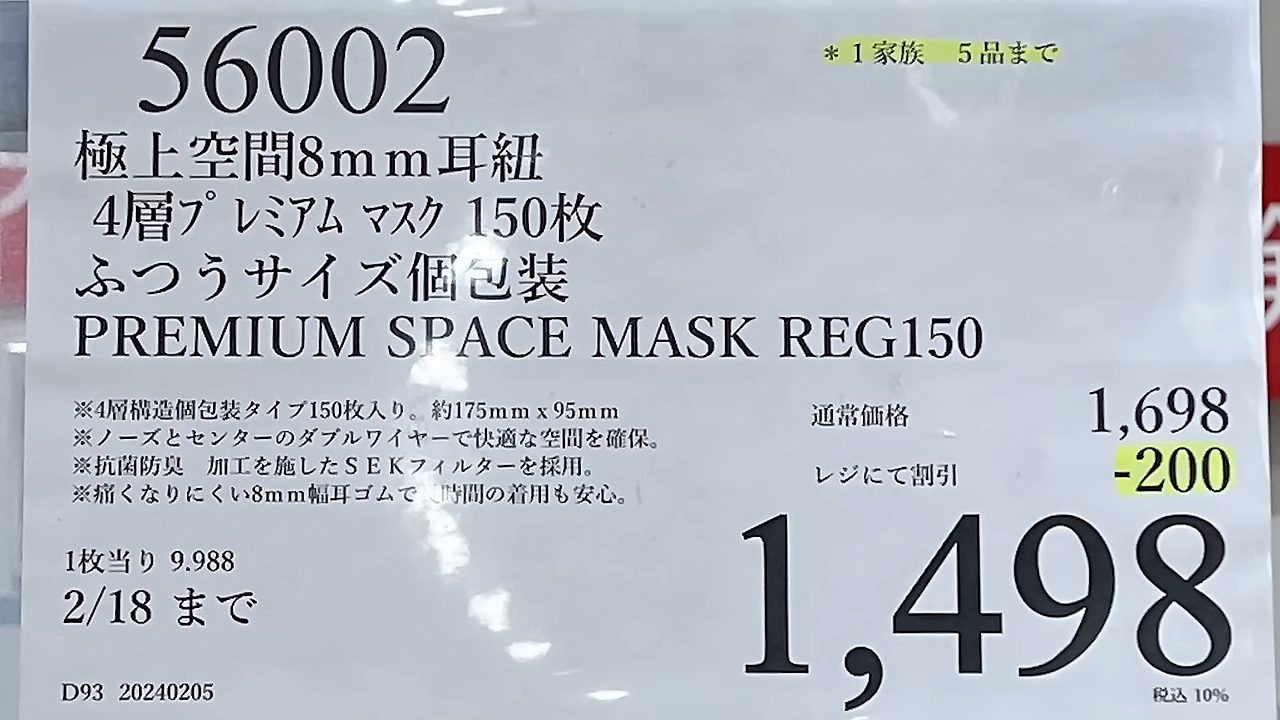 56002
*1家族 5品まで
極上空間8mm耳紐
4層プレミアム マスク 150枚
ふつうサイズ個包装
PREMIUM SPACE MASK REG150
※4層構造個包装タイプ150枚入り。約175mm x 95mm
※ノーズとセンターのダブルワイヤーで快適な空間を確保。
※抗菌防臭 加工を施したSEKフィルターを採用。
※痛くなりにくい8mm幅耳ゴムで 時間の着用も安心。
通常価格 1,698
レジにて割引 -200
1,498
1枚当り 9.988
2/18 まで
D93 20240205
税込 10%